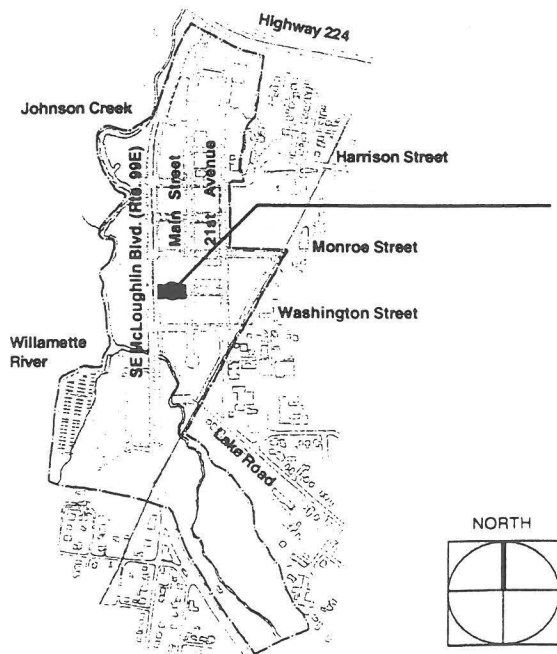 Highway 224
Johnson Creek
SE McLoughlin Blvd. (Rte. 99E)
Main Street
21st Avenue
Harrison Street
Monroe Street
Washington Street
Willamette
River
Lake Road
NORTH